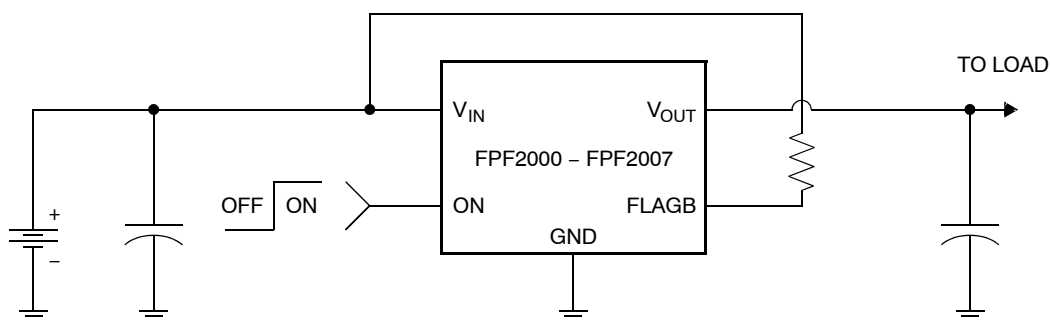 TO LOAD
VIN
VOUT
FPF2000 – FPF2007
OFF
ON
ON
FLAGB
GND
+
–